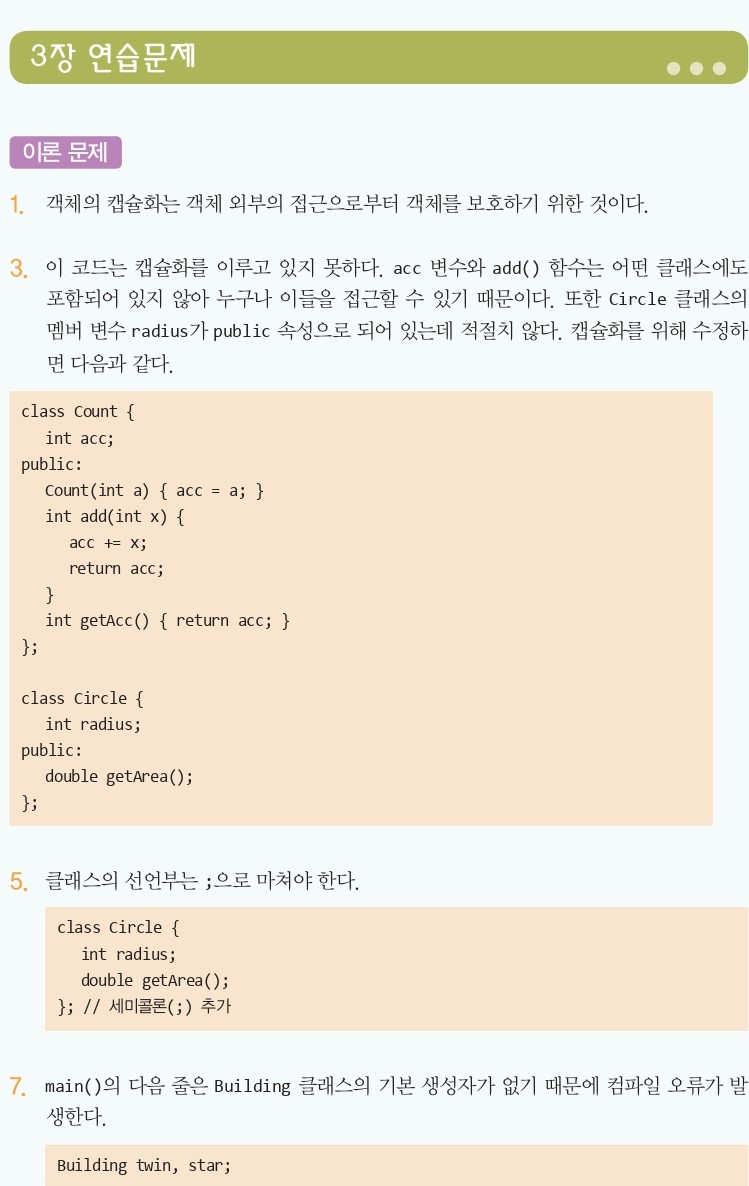 3장 연습문제
이론 문제
1. 객체의 캡슐화는 객체 외부의 접근으로부터 객체를 보호하기 위한 것이다.
3. 이 코드는 캡슐화를 이루고 있지 못하다. acc 변수와 add() 함수는 어떤 클래스에도
포함되어 있지 않아 누구나 이들을 접근할 수 있기 때문이다. 또한 Circle 클래스의
멤버 변수 radius가 public 속성으로 되어 있는데 적절치 않다. 캡슐화를 위해 수정하
면 다음과 같다.
class Count {
int acc;
public:
Count(int a) { acc = a; }
int add(int x) {
acc += x;
return acc;
}
int getAcc() { return acc; }
};
class Circle {
int radius;
public:
double getArea();
};
5. 클래스의 선언부는 ;으로 마쳐야 한다.
class Circle {
int radius;
double getArea();
}; // 세미콜론(;) 추가
7. main()의 다음 줄은 Building 클래스의 기본 생성자가 없기 때문에 컴파일 오류가 발
생한다.
Building twin, star;